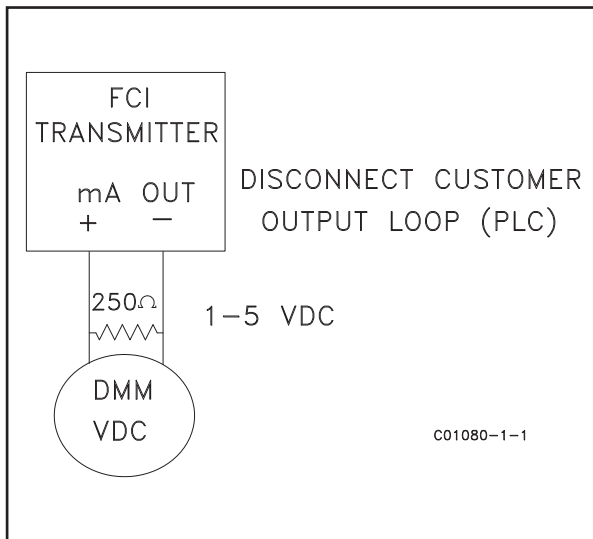 FCI
TRANSMITTER
mA OUT
+ −
DISCONNECT CUSTOMER
OUTPUT LOOP (PLC)
250Ω
1−5 VDC
DMM
VDC
C01080−1−1